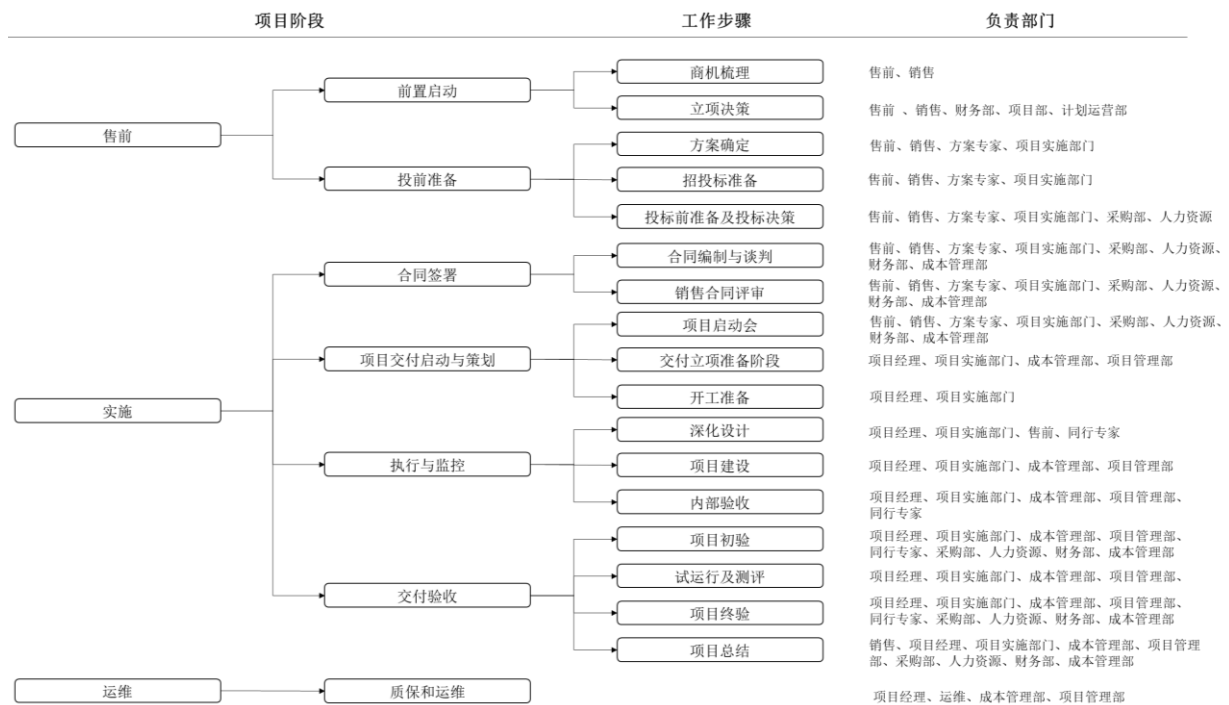 项目阶段 工作步骤 负责部门
商机梳理 售前、销售
前置启动
立项决策 售前 、销售、财务部、项目部、计划运营部
售前
方案确定 售前、销售、方案专家、项目实施部门
投前准备 招投标准备 售前、销售、方案专家、项目实施部门
投标前准备及投标决策 售前、销售、方案专家、项目实施部门、采购部、人力资源
合同编制与谈判 售前、销售、方案专家、项目实施部门、采购部、人力资源、
财务部、成本管理部
合同签署
销售合同评审 售前、销售、方案专家、项目实施部门、采购部、人力资源、
财务部、成本管理部
项目启动会 售前、销售、方案专家、项目实施部门、采购部、人力资源、
财务部、成本管理部
项目交付启动与策划 交付立项准备阶段 项目经理、项目实施部门、成本管理部、项目管理部
开工准备 项目经理、项目实施部门
实施
深化设计 项目经理、项目实施部门、售前、同行专家
执行与监控 项目建设 项目经理、项目实施部门、成本管理部、项目管理部
内部验收 项目经理、项目实施部门、成本管理部、项目管理部、
同行专家
项目初验 项目经理、项目实施部门、成本管理部、项目管理部、
同行专家、采购部、人力资源、财务部、成本管理部
试运行及测评 项目经理、项目实施部门、成本管理部、项目管理部、
交付验收
项目终验 项目经理、项目实施部门、成本管理部、项目管理部、
同行专家、采购部、人力资源、财务部、成本管理部
项目总结 销售、项目经理、项目实施部门、成本管理部、项目管理
部、采购部、人力资源、财务部、成本管理部
运维 质保和运维 项目经理、运维、成本管理部、项目管理部